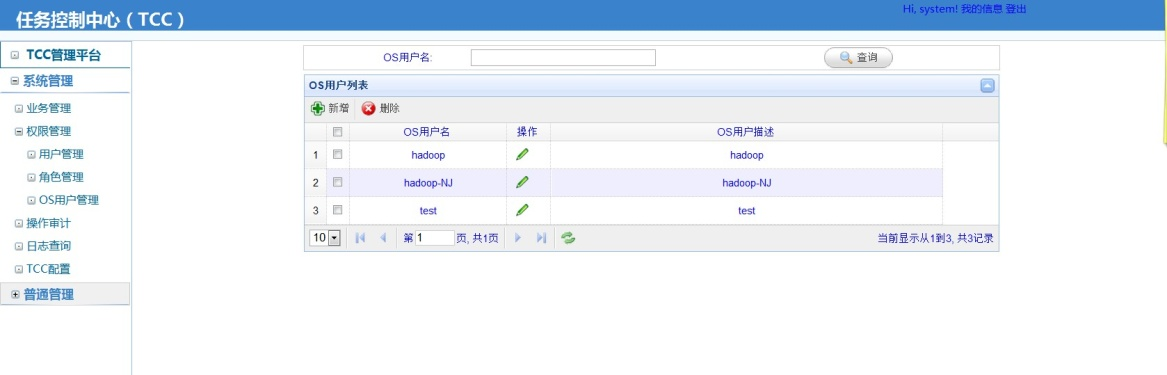 任务控制中心（TCC）
Hi, system! 我的信息 登出
TCC管理平台
系统管理
业务管理
权限管理
用户管理
角色管理
OS用户管理
操作审计
日志查询
TCC配置
普通管理
OS用户名:
查询
OS用户列表
新增 删除
OS用户名 操作 OS用户描述
1 hadoop hadoop
2 hadoop-NJ hadoop-NJ
3 test test
10 第 1 页, 共1页 当前显示从1到3, 共3记录